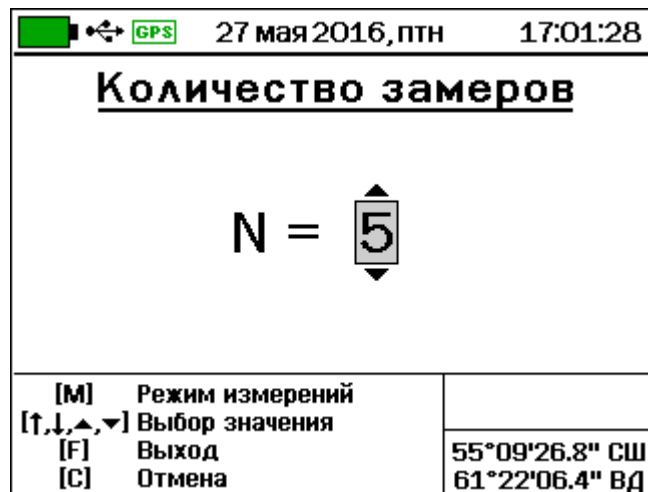 GPS 27 мая 2016, птн 17:01:28
Количество замеров
N = 5
[M] Режим измерений
[↑,↓,▲,▼] Выбор значения
[F] Выход
[C] Отмена
55°09'26.8" СШ
61°22'06.4" ВД